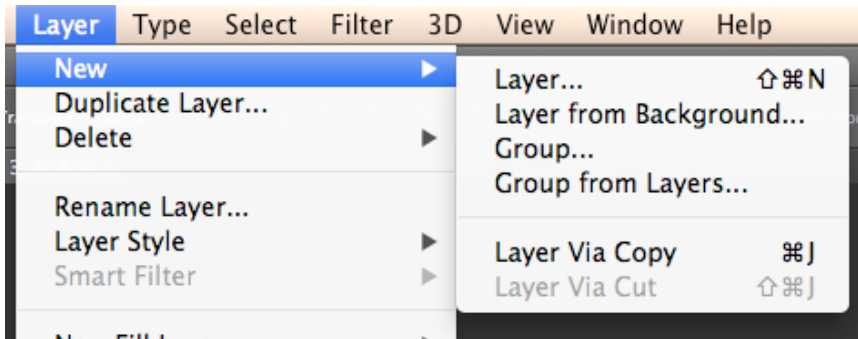 Layer Type Select Filter 3D View Window Help
New
Duplicate Layer...
Delete
Rename Layer...
Layer Style
Smart Filter
Layer... ⇧⌘N
Layer from Background...
Group...
Group from Layers...
Layer Via Copy ⌘J
Layer Via Cut ⇧⌘J